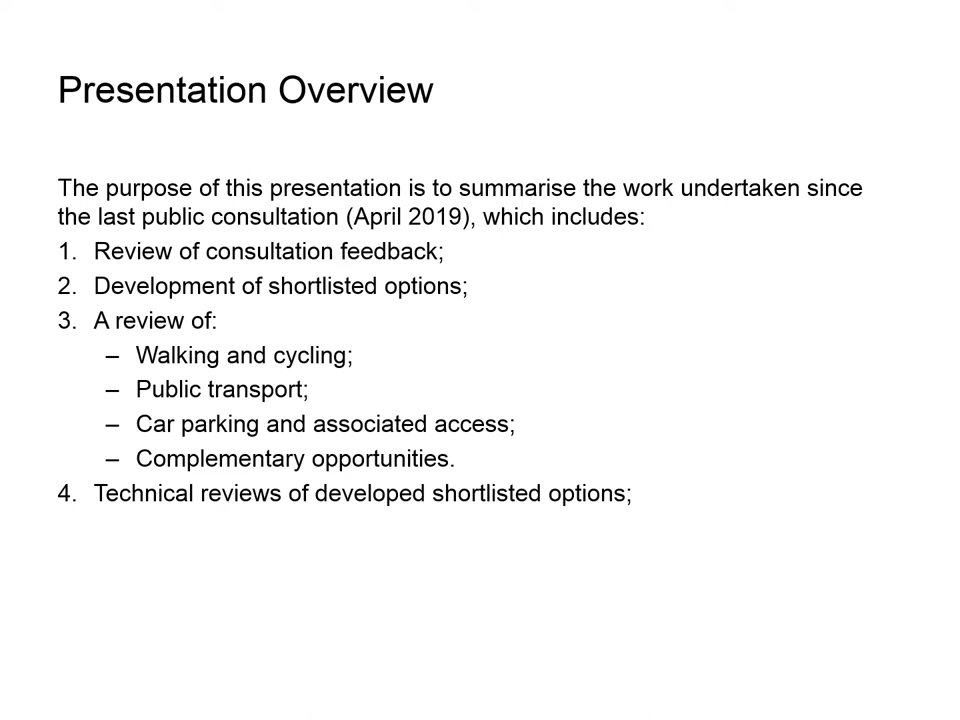 Presentation Overview
The purpose of this presentation is to summarise the work undertaken since
the last public consultation (April 2019), which includes:
1. Review of consultation feedback;
2. Development of shortlisted options;
3. A review of:
– Walking and cycling;
– Public transport;
– Car parking and associated access;
– Complementary opportunities.
4. Technical reviews of developed shortlisted options;